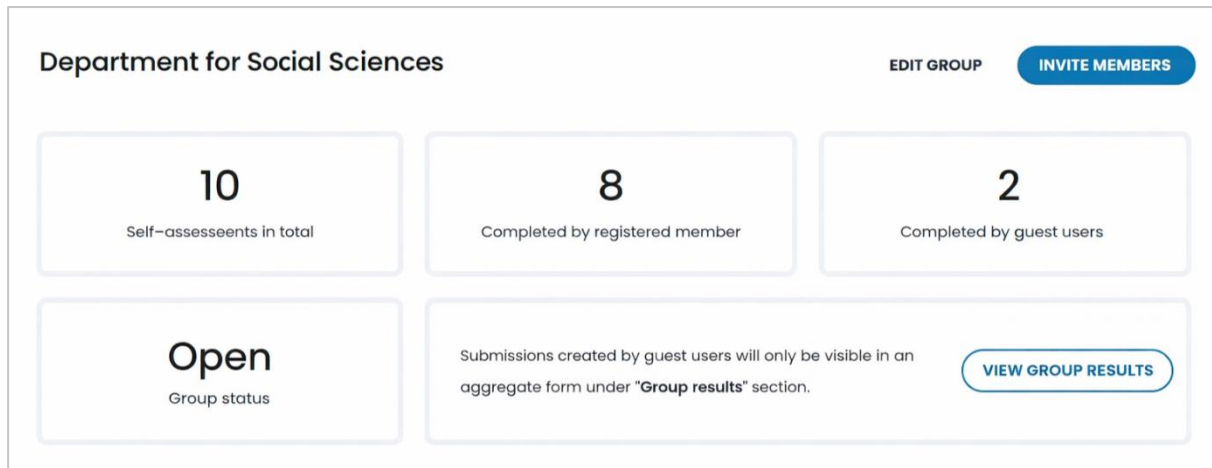 Department for Social Sciences
EDIT GROUP
INVITE MEMBERS
10
Self-assesseents in total
8
Completed by registered member
2
Completed by guest users
Open
Group status
Submissions created by guest users will only be visible in an
aggregate form under "Group results" section.
VIEW GROUP RESULTS